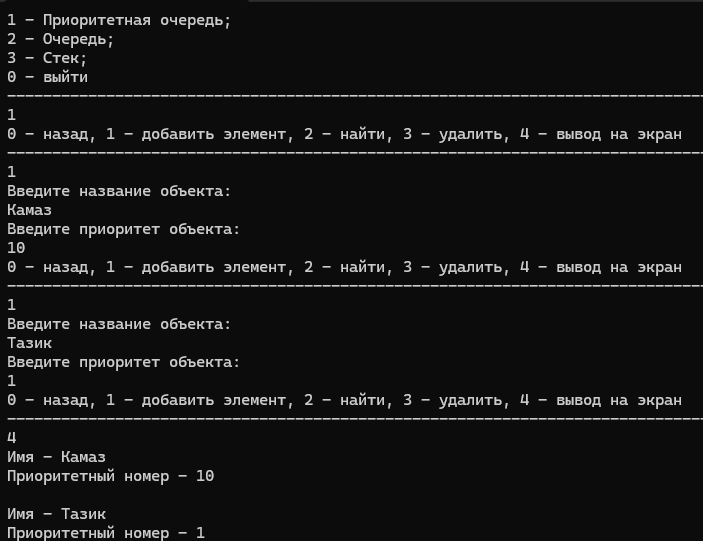 1 – Приоритетная очередь;
2 – Очередь;
3 – Стек;
0 – выйти
--------------------------------------------------------------------------------
1
0 – назад, 1 – добавить элемент, 2 – найти, 3 – удалить, 4 – вывод на экран
--------------------------------------------------------------------------------
1
Введите название объекта:
Камаз
Введите приоритет объекта:
10
0 – назад, 1 – добавить элемент, 2 – найти, 3 – удалить, 4 – вывод на экран
--------------------------------------------------------------------------------
1
Введите название объекта:
Тазик
Введите приоритет объекта:
1
0 – назад, 1 – добавить элемент, 2 – найти, 3 – удалить, 4 – вывод на экран
--------------------------------------------------------------------------------
4
Имя – Камаз
Приоритетный номер – 10

Имя – Тазик
Приоритетный номер – 1